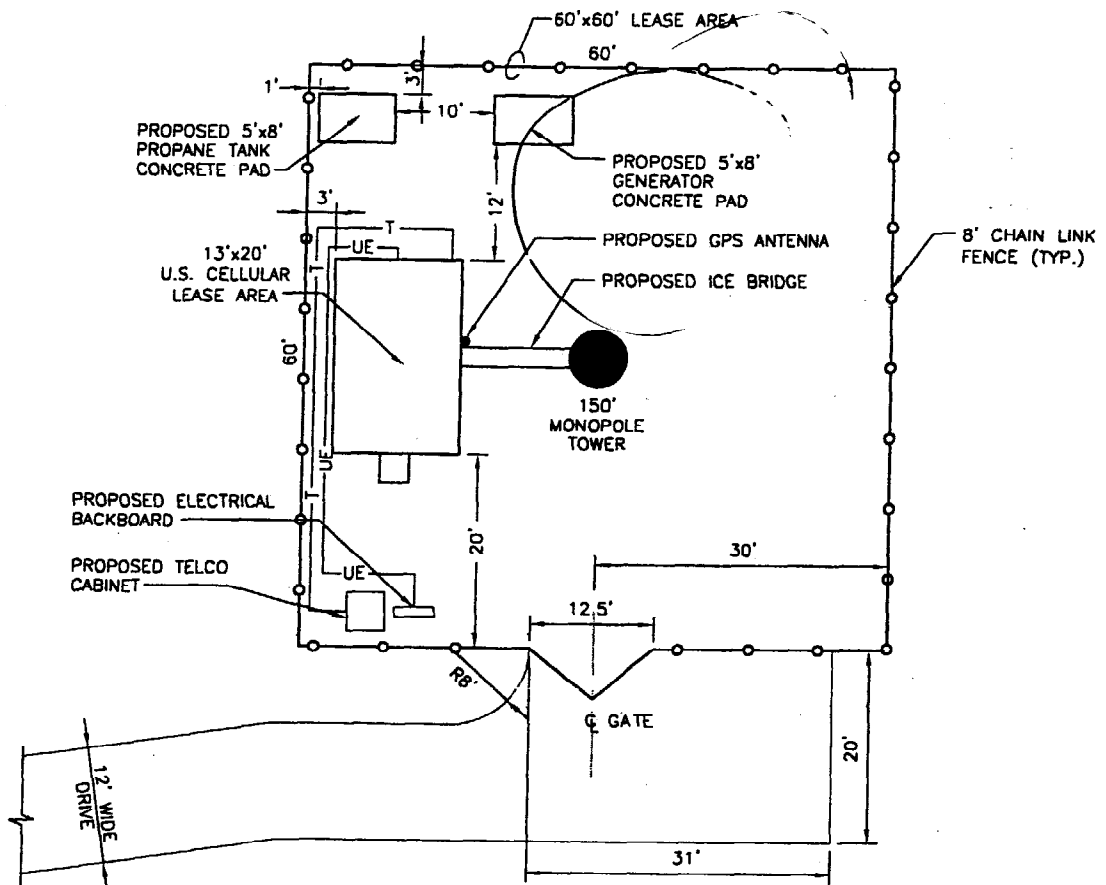 60'x60' LEASE AREA
60'
3'
1'
10'
PROPOSED 5'x8'
PROPANE TANK
CONCRETE PAD
PROPOSED 5'x8'
GENERATOR
CONCRETE PAD
3'
12'
T
UE
13'x20'
U.S. CELLULAR
LEASE AREA
T
PROPOSED GPS ANTENNA
PROPOSED ICE BRIDGE
8' CHAIN LINK
FENCE (TYP.)
60'
150'
MONOPOLE
TOWER
UE
T
PROPOSED ELECTRICAL
BACKBOARD
20'
30'
PROPOSED TELCO
CABINET
UE
12.5'
R8'
℄ GATE
20'
12' WIDE
DRIVE
31'